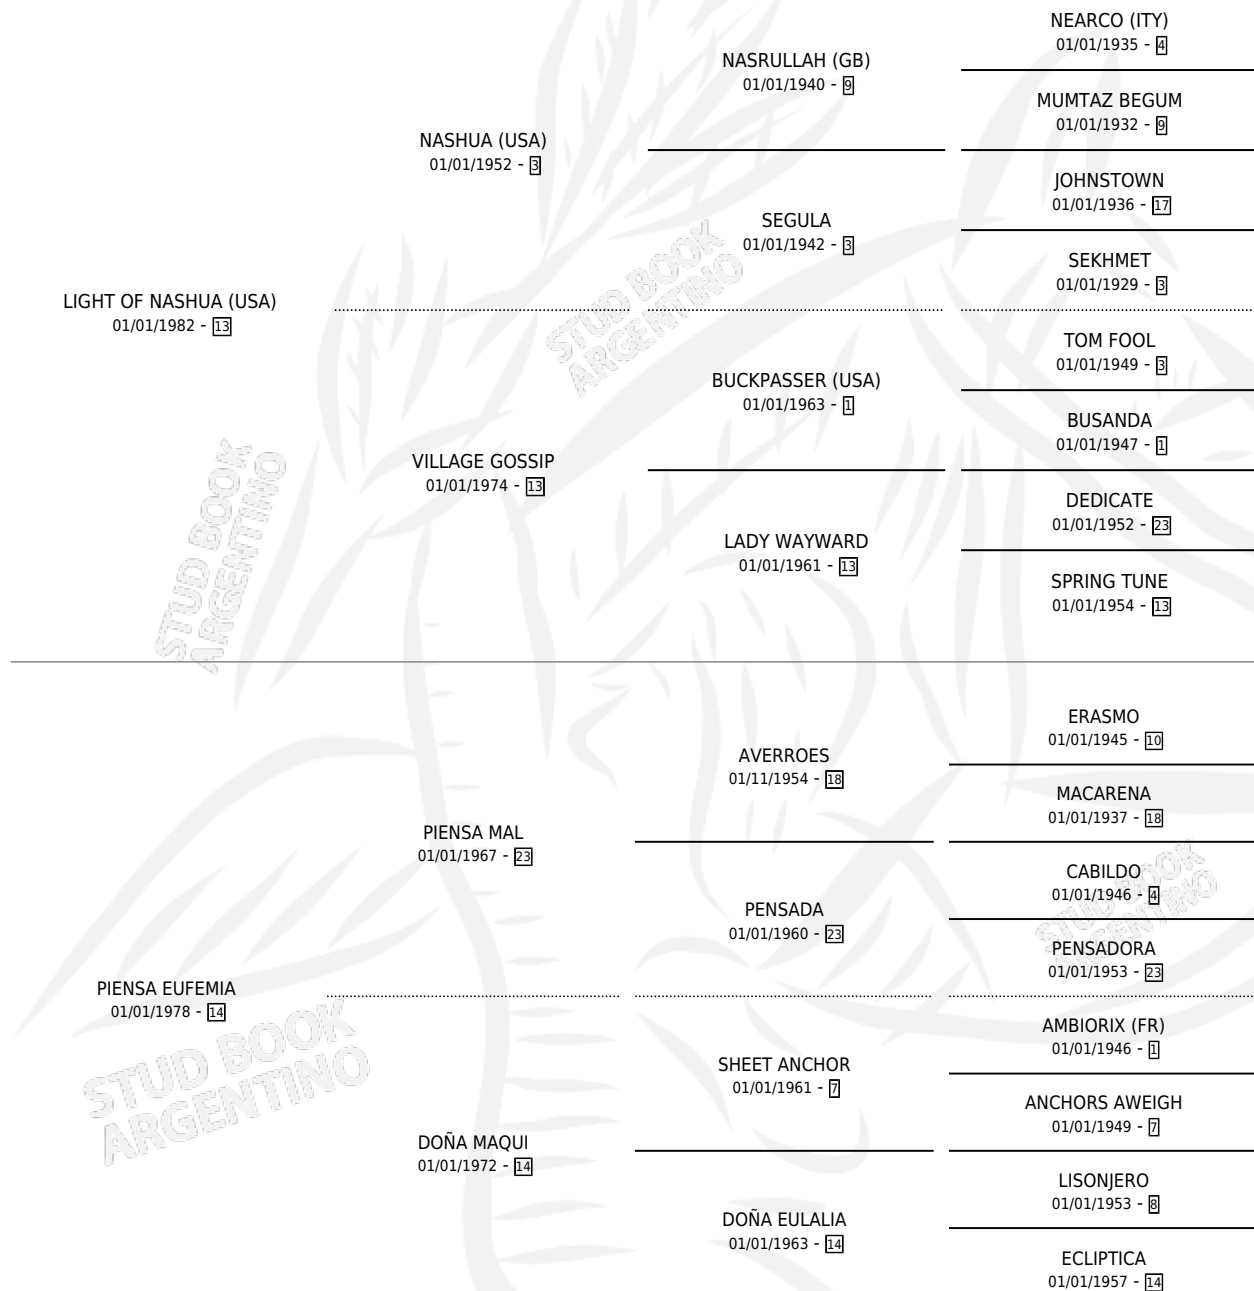 NEARCO (ITY)
01/01/1935 - 4
NASRULLAH (GB)
01/01/1940 - 9
MUMTAZ BEGUM
01/01/1932 - 9
NASHUA (USA)
01/01/1952 - 3
JOHNSTOWN
01/01/1936 - 17
SEGULA
01/01/1942 - 3
SEKHMET
01/01/1929 - 3
LIGHT OF NASHUA (USA)
01/01/1982 - 13
TOM FOOL
01/01/1949 - 3
BUCKPASSER (USA)
01/01/1963 - 1
BUSANDA
01/01/1947 - 1
VILLAGE GOSSIP
01/01/1974 - 13
DEDICATE
01/01/1952 - 23
LADY WAYWARD
01/01/1961 - 13
SPRING TUNE
01/01/1954 - 13
ERASMO
01/01/1945 - 10
AVERROES
01/11/1954 - 18
MACARENA
01/01/1937 - 18
PIENSA MAL
01/01/1967 - 23
CABILDO
01/01/1946 - 4
PENSADA
01/01/1960 - 23
PENSADORA
01/01/1953 - 23
PIENSA EUFEMIA
01/01/1978 - 14
AMBIORIX (FR)
01/01/1946 - 1
SHEET ANCHOR
01/01/1961 - 7
ANCHORS AWEIGH
01/01/1949 - 7
DOÑA MAQUI
01/01/1972 - 14
LISONJERO
01/01/1953 - 8
DOÑA EULALIA
01/01/1963 - 14
ECLIPTICA
01/01/1957 - 14
STUD BOOK
ARGENTINO
STUD BOOK
ARGENTINO
STUD BOOK
ARGENTINO
STUD BOOK
ARGENTINO